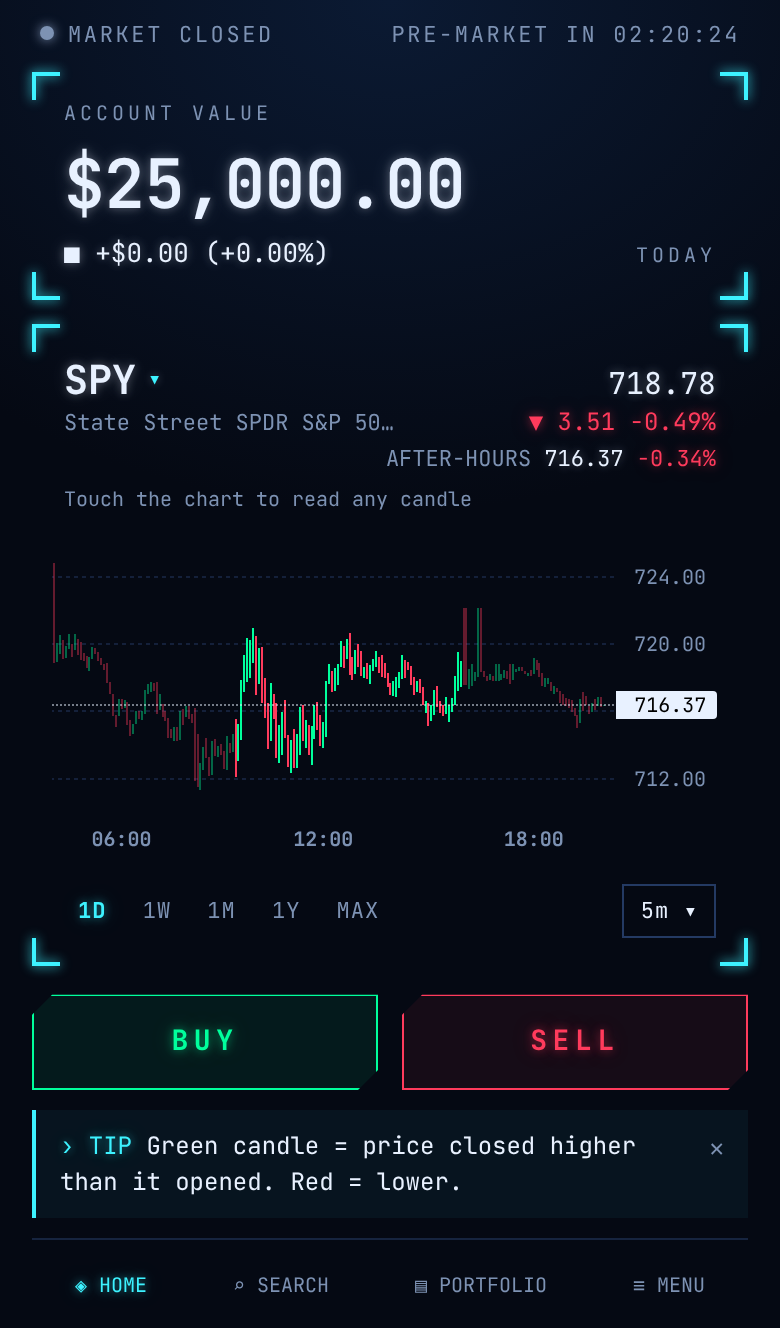 MARKET CLOSED PRE-MARKET IN 02:20:24
ACCOUNT VALUE
$25,000.00
■ +$0.00 (+0.00%) TODAY
SPY ▾ 718.78
State Street SPDR S&P 50… ▼ 3.51 -0.49%
AFTER-HOURS 716.37 -0.34%
Touch the chart to read any candle
724.00
720.00
716.37
712.00
06:00 12:00 18:00
1D 1W 1M 1Y MAX 5m ▾
BUY SELL
› TIP Green candle = price closed higher ×
than it opened. Red = lower.
◈ HOME ⌕ SEARCH ▤ PORTFOLIO ≡ MENU